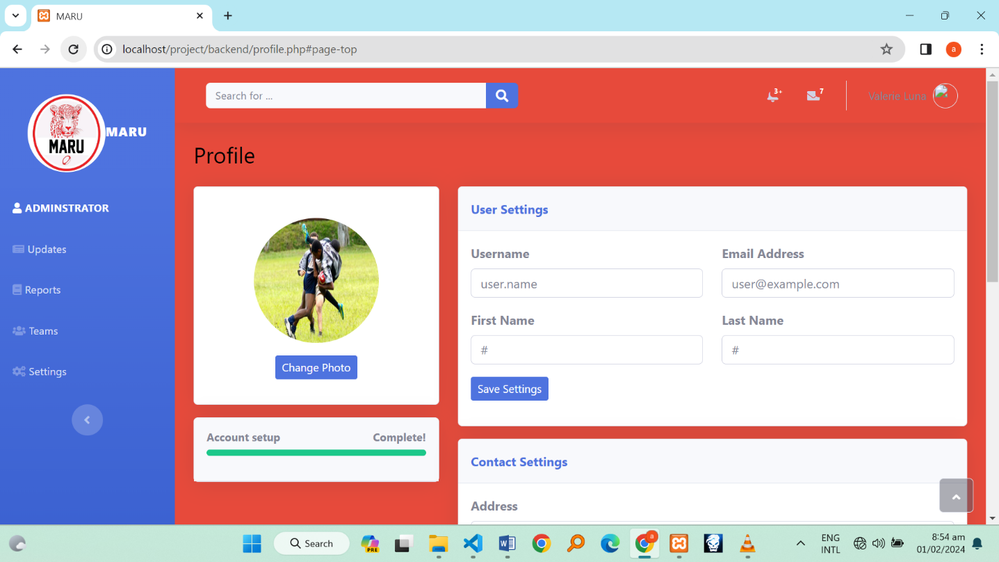 MARU
localhost/project/backend/profile.php#page-top
MARU
MARU
Search for ...
3+
7
Valerie Luna
Profile
ADMINSTRATOR
Updates
Reports
Teams
Settings
Change Photo
Account setup
Complete!
User Settings
Username
Email Address
user.name
user@example.com
First Name
Last Name
#
#
Save Settings
Contact Settings
Address
Search
PRE
a
a
ENG
INTL
8:54 am
01/02/2024